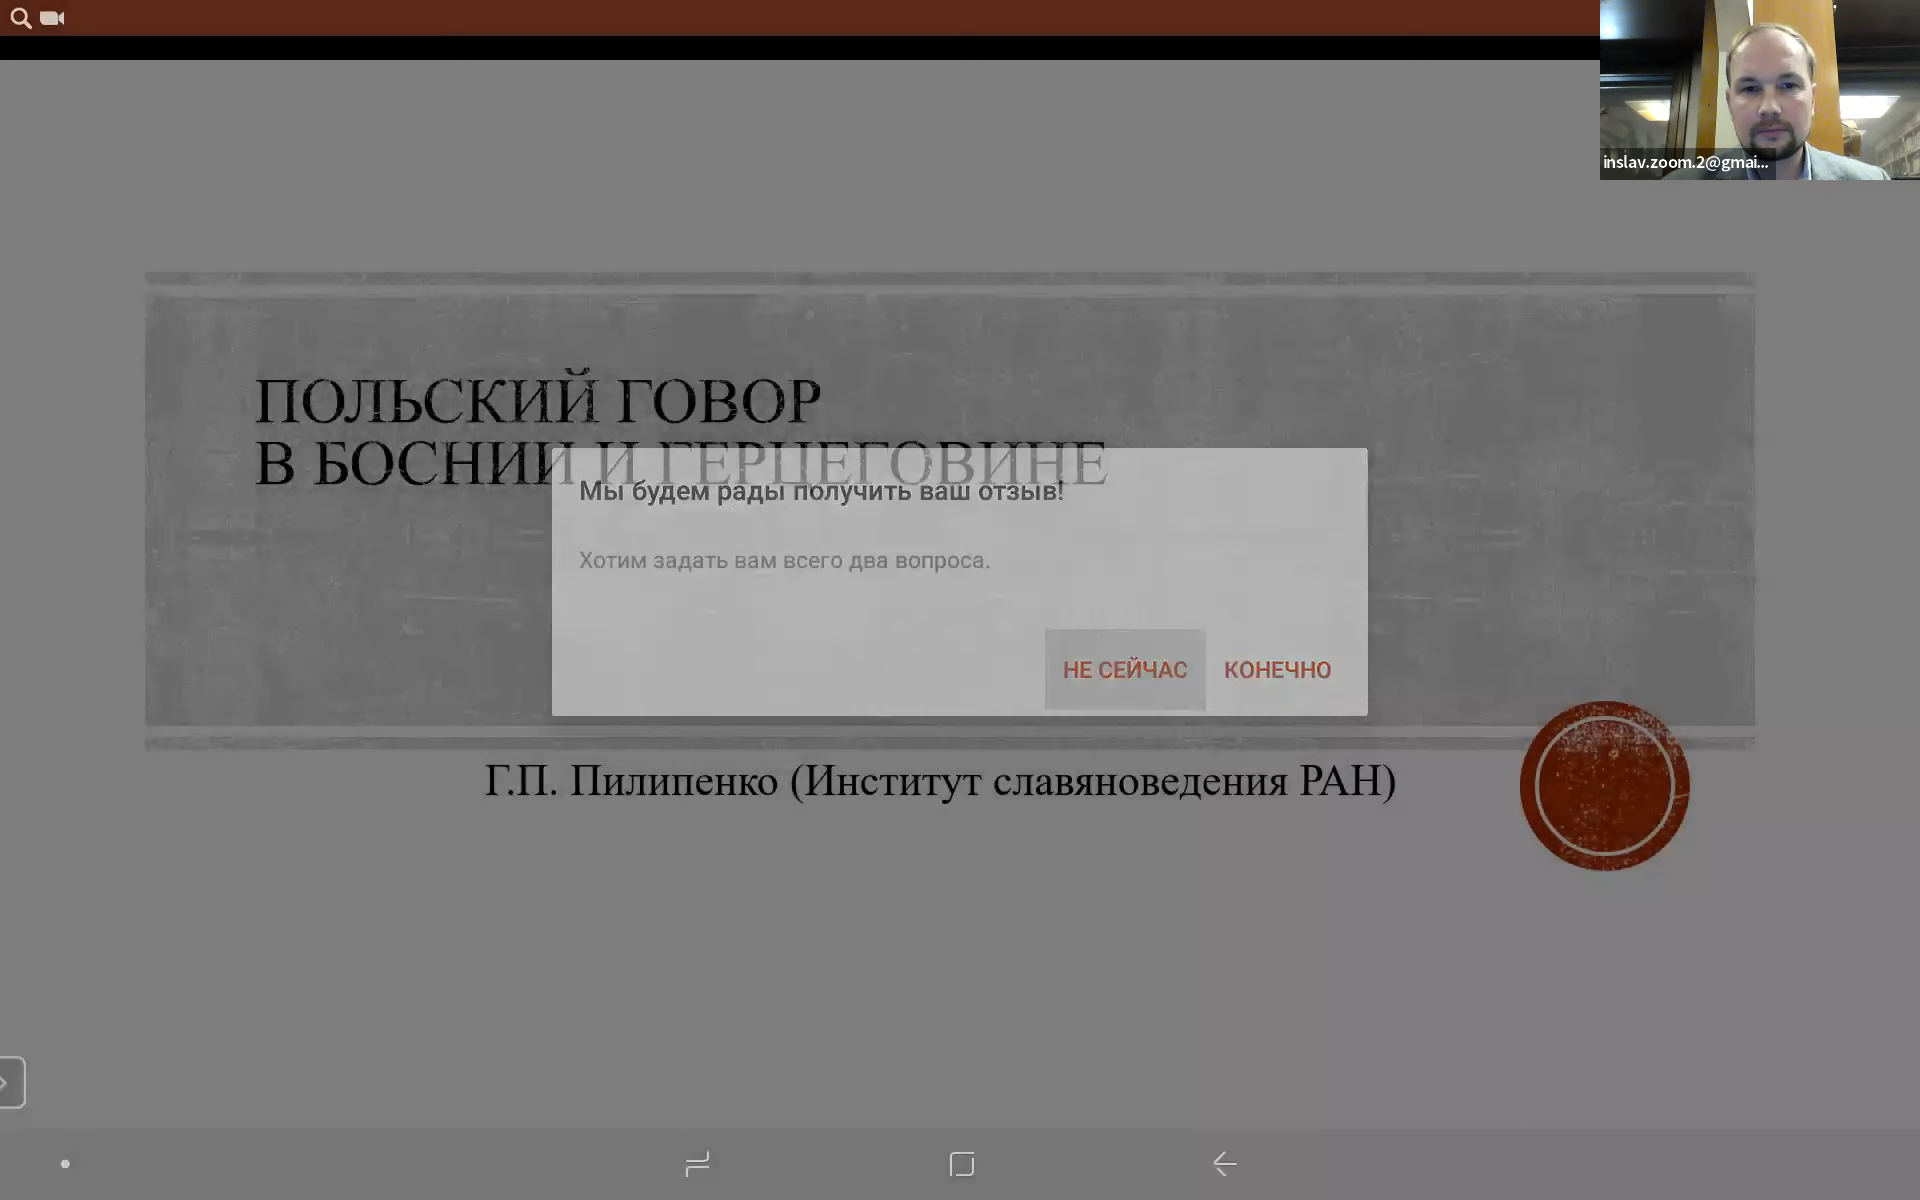 inslav.zoom.2@gmai...
ПОЛЬСКИЙ ГОВОР
В БОСНИИ И ГЕРЦЕГОВИНЕ
Мы будем рады получить ваш отзыв!
Хотим задать вам всего два вопроса.
НЕ СЕЙЧАС КОНЕЧНО
Г.П. Пилипенко (Институт славяноведения РАН)